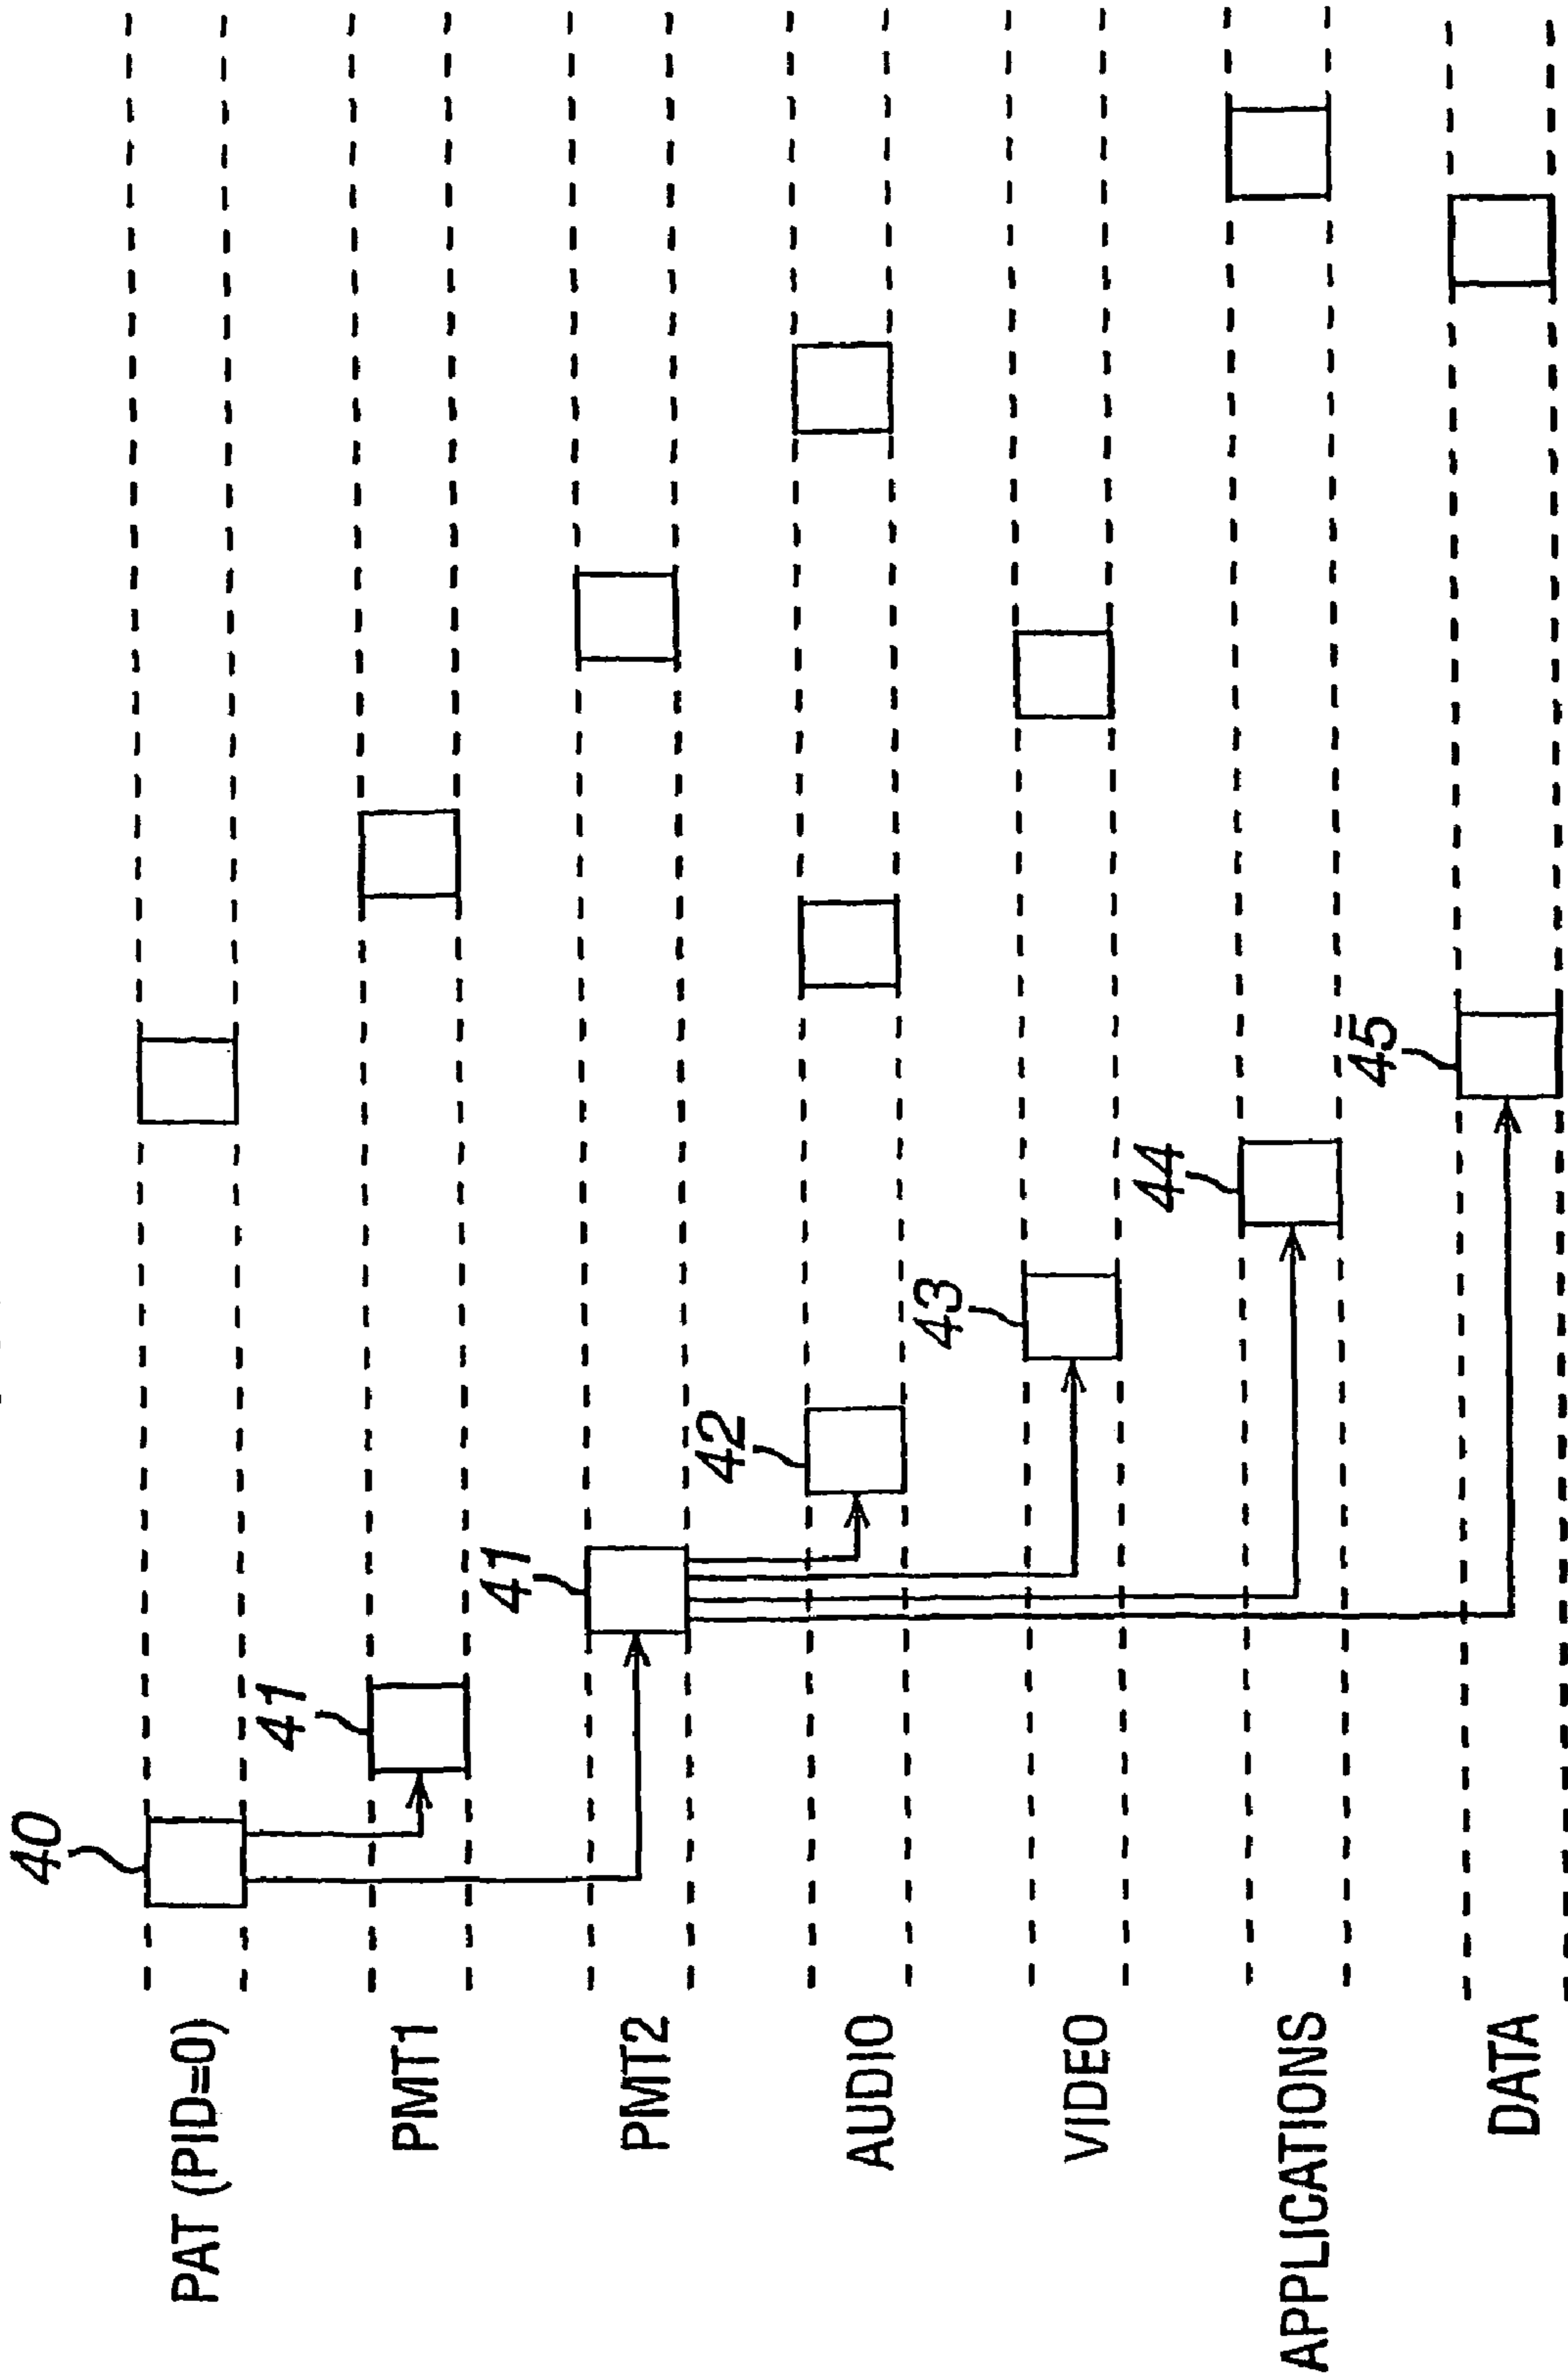 40
PAT (PID=0)
41
PMT1
41
PMT2
42
AUDIO
43
VIDEO
44
APPLICATIONS
45
DATA